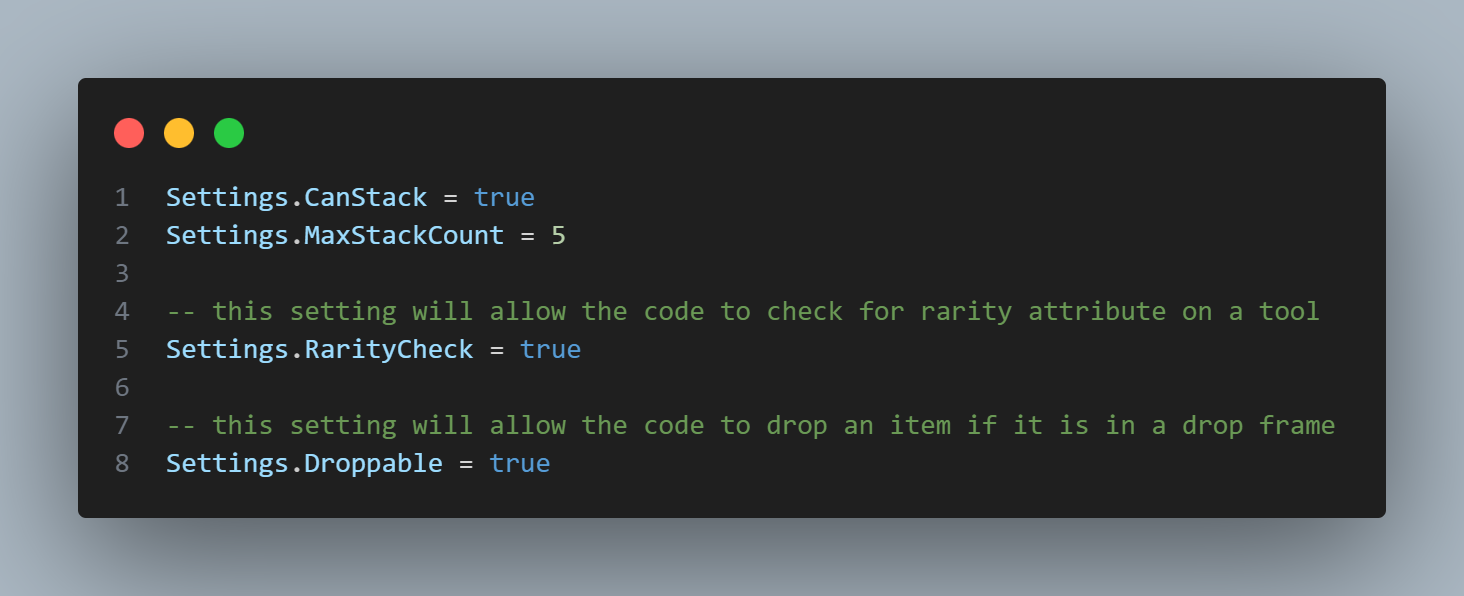 1 Settings.CanStack = true
2 Settings.MaxStackCount = 5
3
4 -- this setting will allow the code to check for rarity attribute on a tool
5 Settings.RarityCheck = true
6
7 -- this setting will allow the code to drop an item if it is in a drop frame
8 Settings.Droppable = true